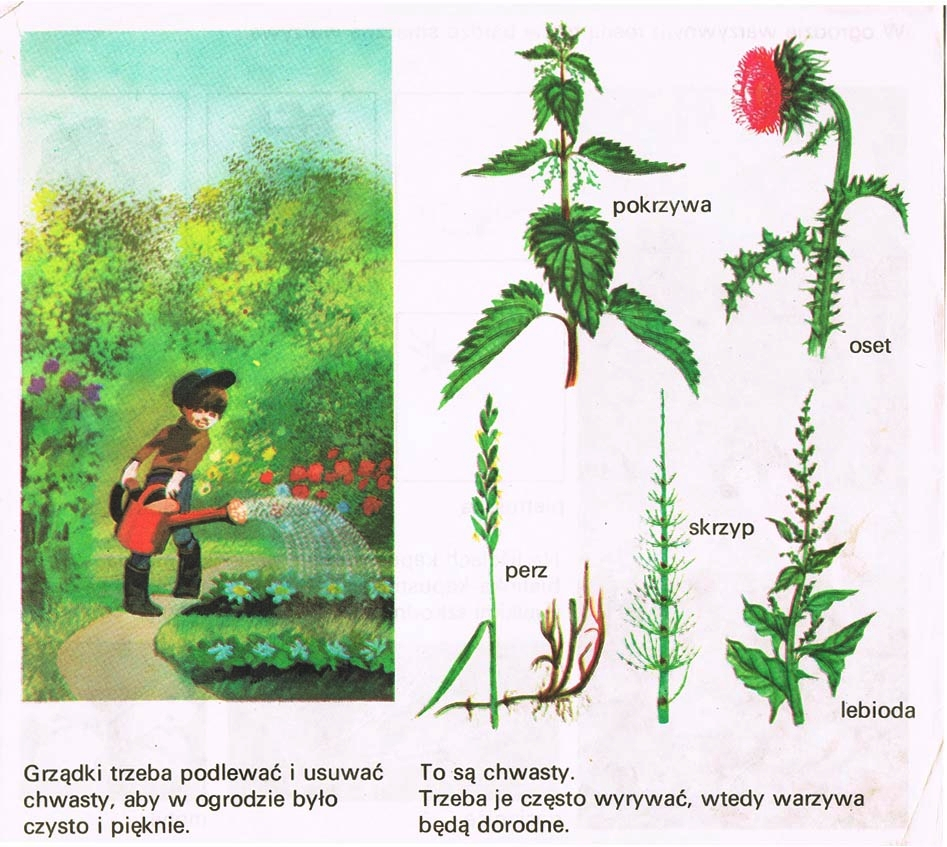 pokrzywa
oset
perz
skrzyp
lebioda
Grządki trzeba podlewać i usuwać
chwasty, aby w ogrodzie było
czysto i pięknie.
To są chwasty.
Trzeba je często wyrywać, wtedy warzywa
będą dorodne.